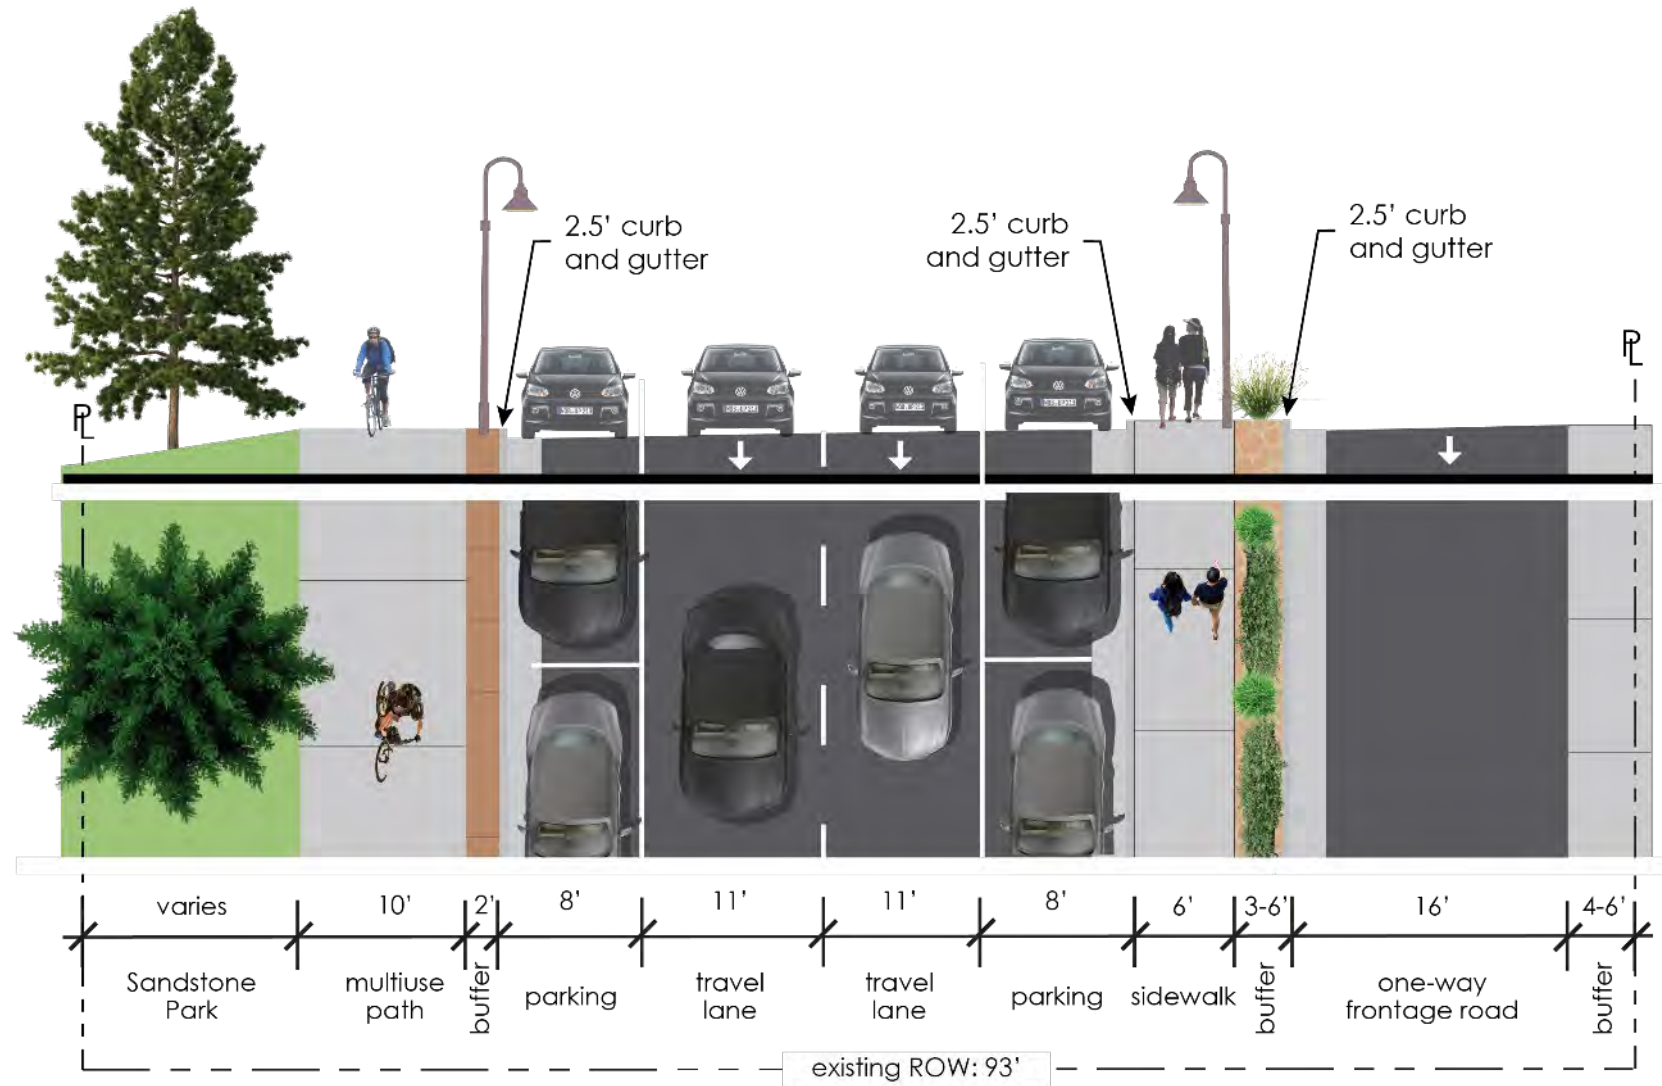 2.5’ curb
and gutter
2.5’ curb
and gutter
2.5’ curb
and gutter
PL
PL
varies
10’
2’
8’
11’
11’
8’
6’
3-6’
16’
4-6’
Sandstone
Park
multiuse
path
buffer
parking
travel
lane
travel
lane
parking
sidewalk
buffer
one-way
frontage road
buffer
existing ROW: 93’